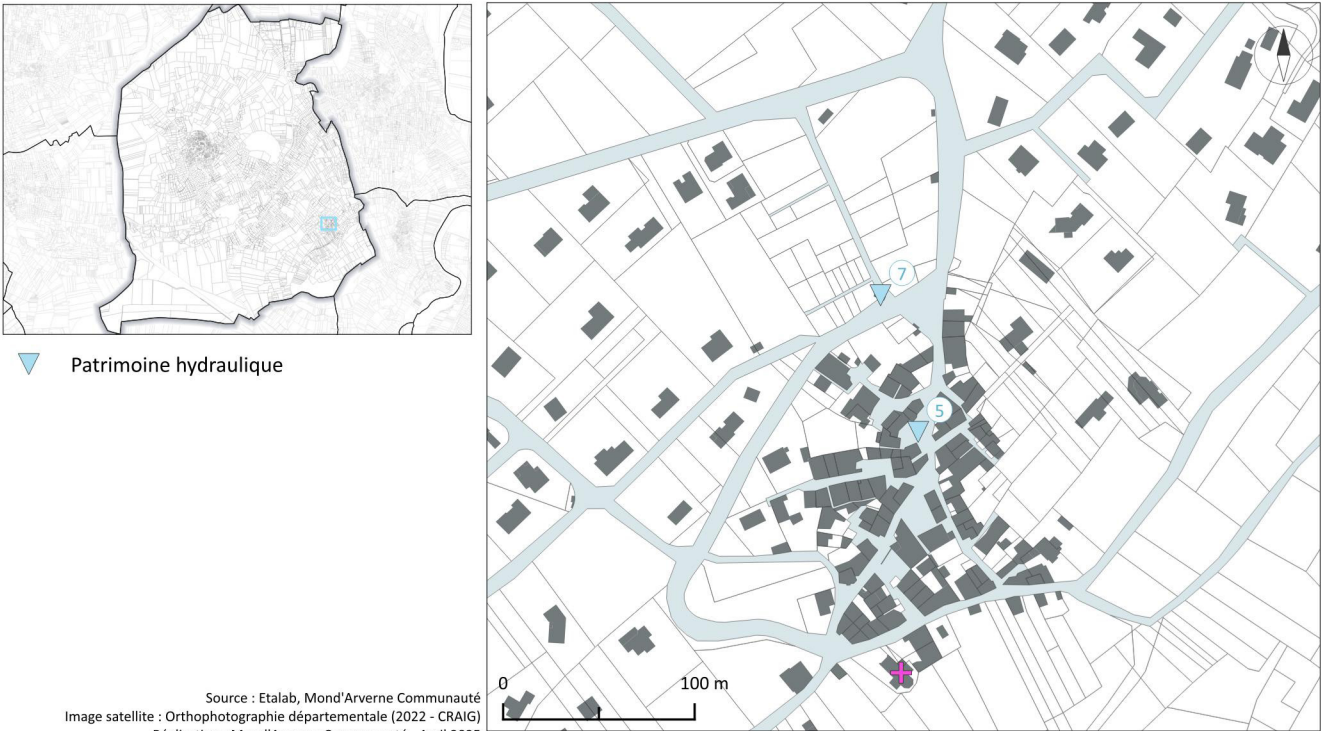 Patrimoine hydraulique
7
5
0 100 m
Source : Etalab, Mond'Arverne Communauté
Image satellite : Orthophotographie départementale (2022 - CRAIG)